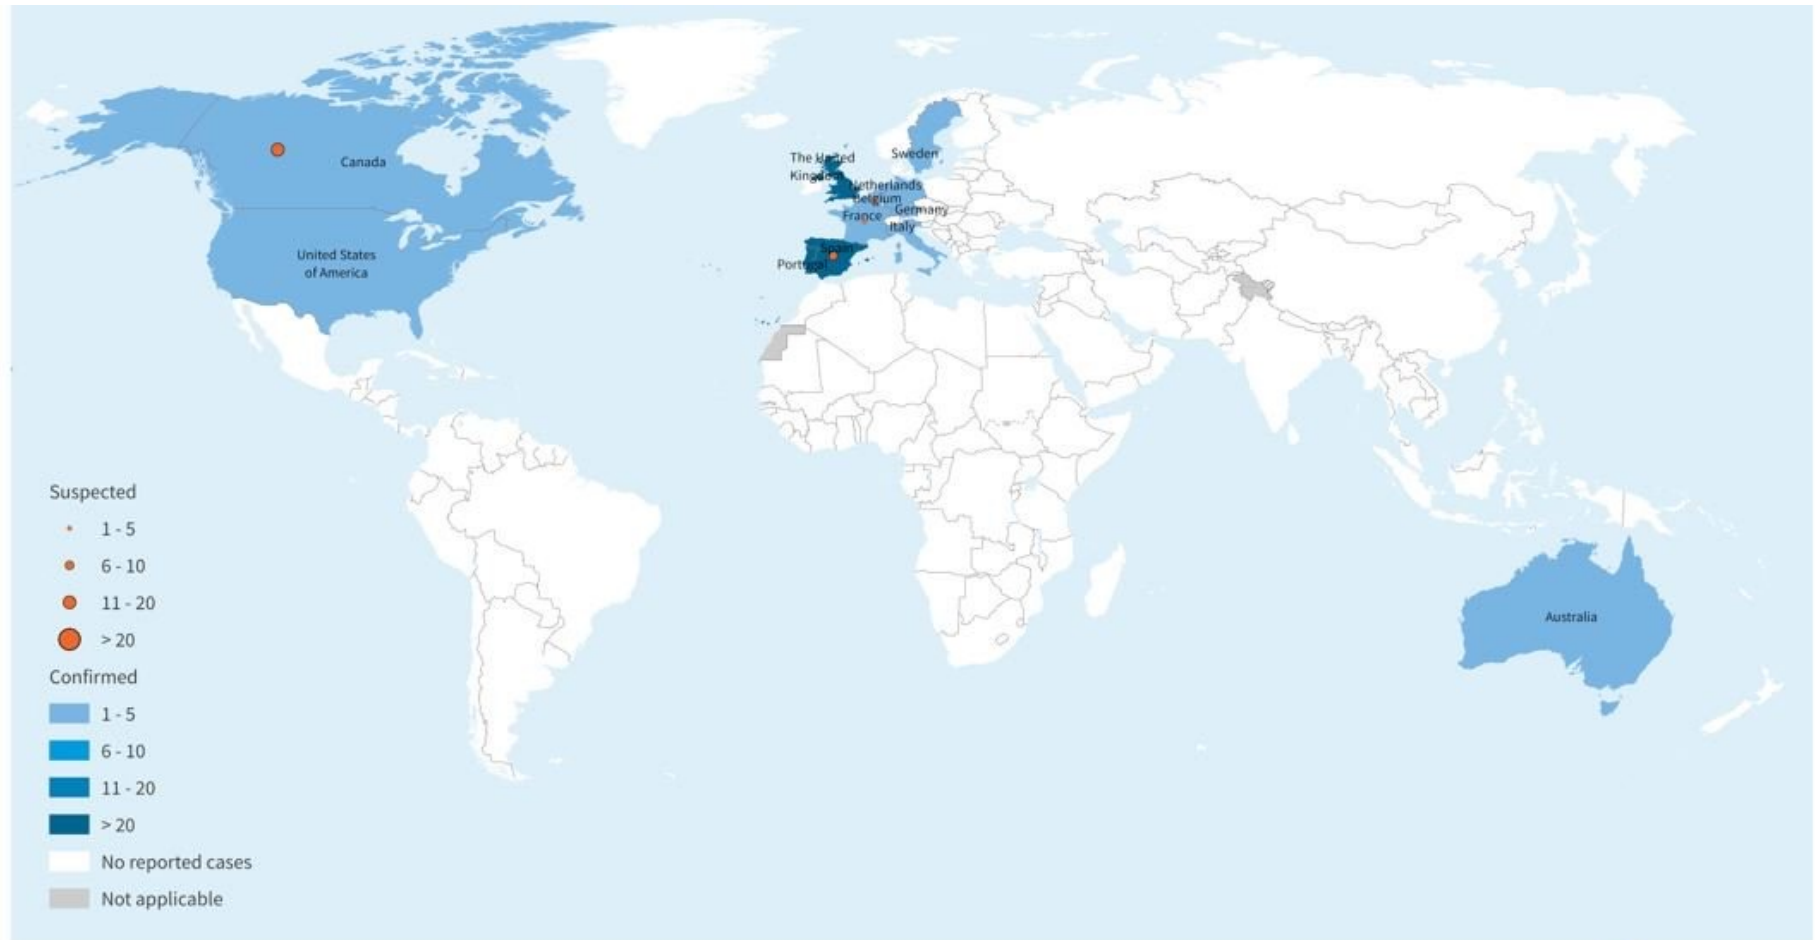 Canada
United States
of America
The United
Kingdom
Sweden
Netherlands
Belgium
France
Germany
Italy
Spain
Portugal
Australia
Suspected
1 - 5
6 - 10
11 - 20
> 20
Confirmed
1 - 5
6 - 10
11 - 20
> 20
No reported cases
Not applicable